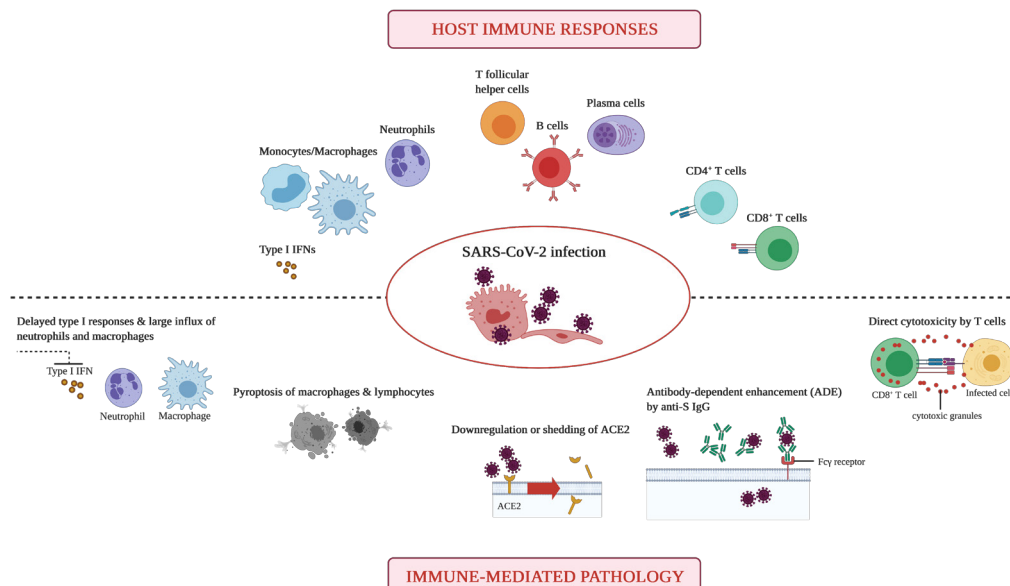 HOST IMMUNE RESPONSES
T follicular
helper cells
Plasma cells
B cells
Neutrophils
Monocytes/Macrophages
CD4⁺ T cells
CD8⁺ T cells
Type I IFNs
SARS-CoV-2 infection
Delayed type I responses & large influx of
neutrophils and macrophages
Type I IFN
Neutrophil
Macrophage
Pyroptosis of macrophages & lymphocytes
Downregulation or shedding of ACE2
ACE2
Antibody-dependent enhancement (ADE)
by anti-S IgG
Fcγ receptor
Direct cytotoxicity by T cells
CD8⁺ T cell
Infected cell
cytotoxic granules
IMMUNE-MEDIATED PATHOLOGY